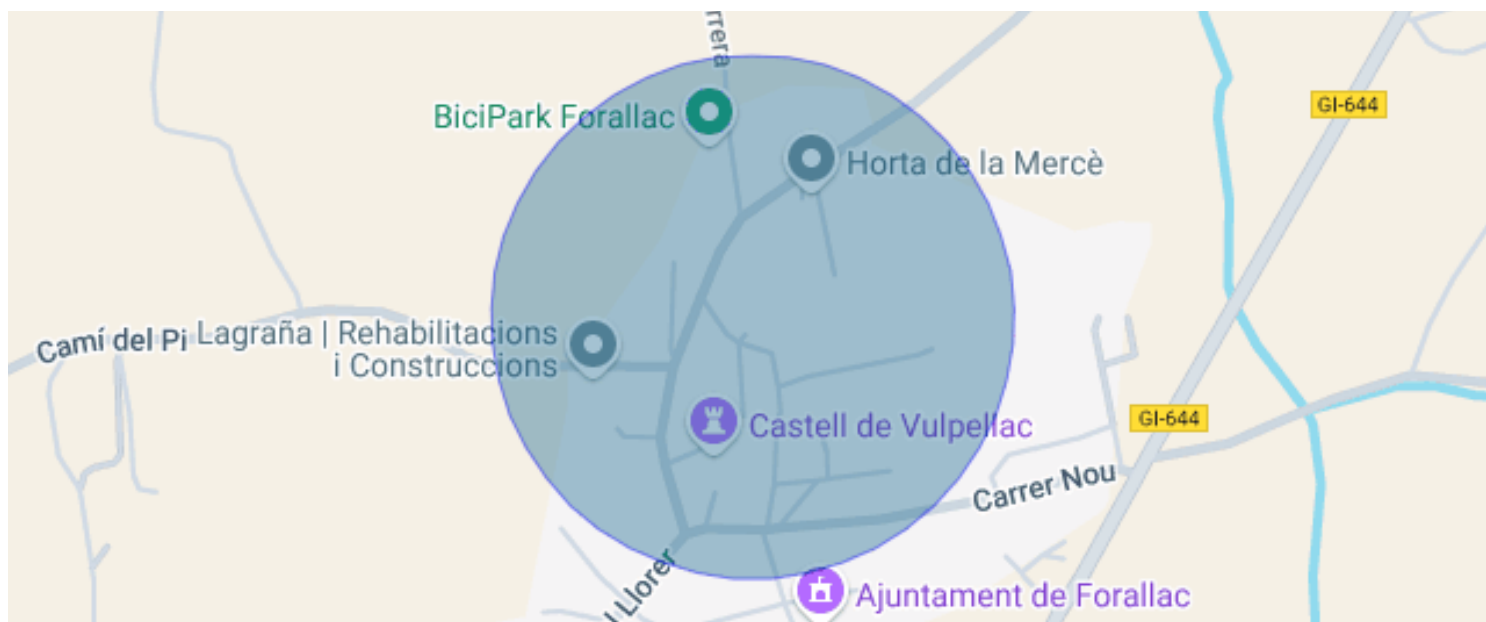 rrera
GI-644
BiciPark Forallac
Horta de la Mercè
Camí del Pi
Lagraña | Rehabilitacions
i Construccions
GI-644
Castell de Vulpellac
Carrer Nou
l Llorer
Ajuntament de Forallac